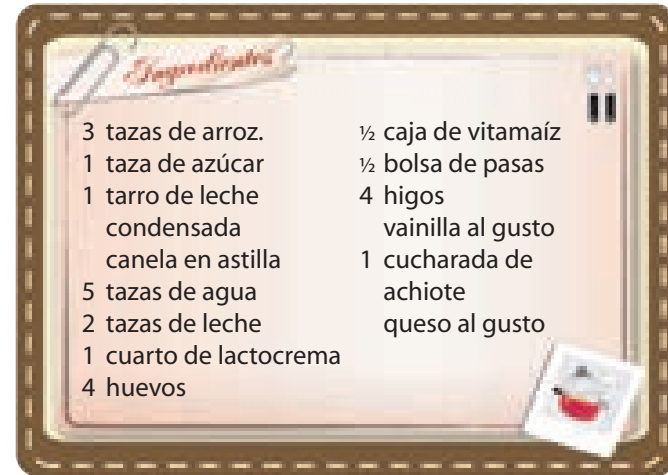 Ingredientes
3 tazas de arroz.
1 taza de azúcar
1 tarro de leche
condensada
canela en astilla
5 tazas de agua
2 tazas de leche
1 cuarto de lactocrema
4 huevos
½ caja de vitamaíz
½ bolsa de pasas
4 higos
vainilla al gusto
1 cucharada de
achiote
queso al gusto